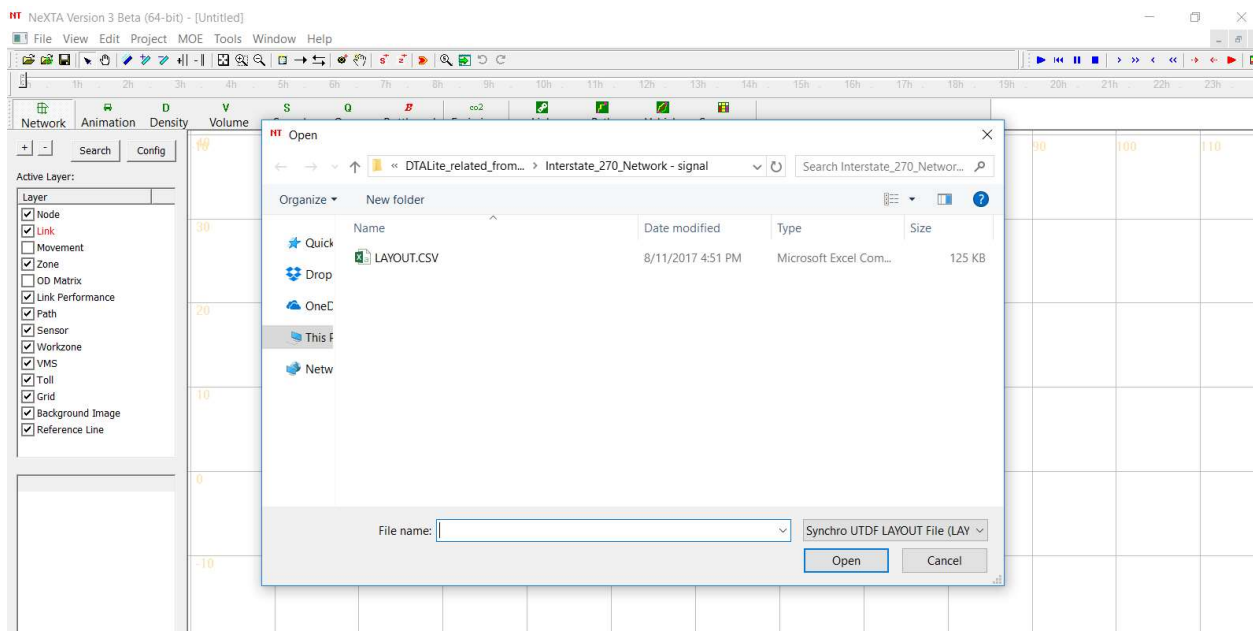 NT NeXTA Version 3 Beta (64-bit) - [Untitled]
File View Edit Project MOE Tools Window Help
1h 2h 3h 4h 5h 6h 7h 8h 9h 10h 11h 12h 13h 14h 15h 16h 17h 18h 19h 20h 21h 22h 23h
D V S Q B co2
Network Animation Density Volume
+ - Search Config
Active Layer:
Layer
Node
Link
Movement
Zone
OD Matrix
Link Performance
Path
Sensor
Workzone
VMS
Toll
Grid
Background Image
Reference Line
40 90 100 110
30
20
10
0
-10
NT Open
« DTALite_related_from... > Interstate_270_Network - signal
Search Interstate_270_Networ...
Organize New folder
Name Date modified Type Size
LAYOUT.CSV 8/11/2017 4:51 PM Microsoft Excel Com... 125 KB
Quick
Drop
OneD
This P
Netw
File name: Synchro UTDF LAYOUT File (LAY
Open Cancel